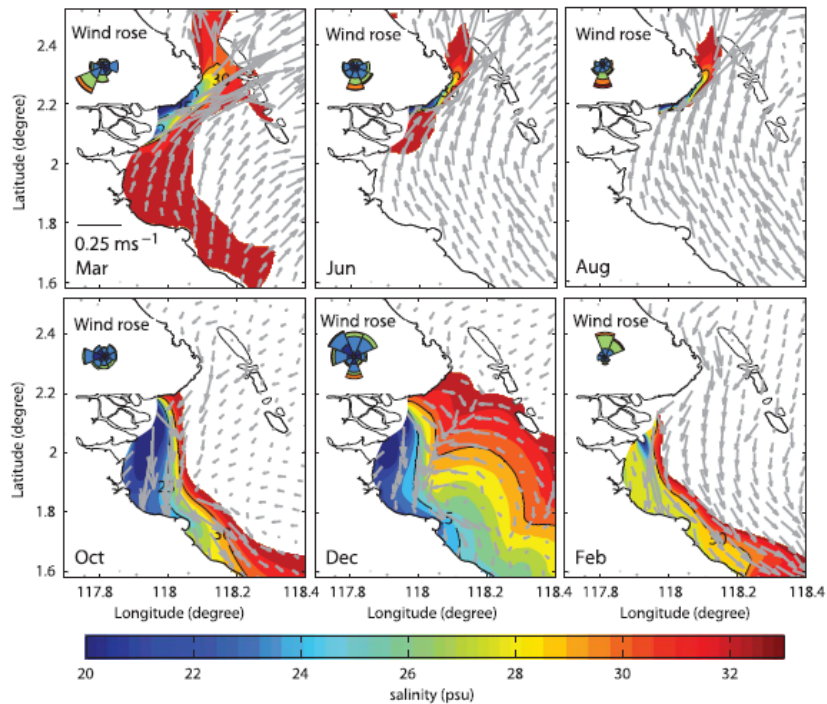 Wind rose
Wind rose
Wind rose
2.4
2.2
2
1.8
1.6
Latitude (degree)
30
0.25 ms⁻¹
Mar
Jun
Aug
Wind rose
Wind rose
Wind rose
2.4
2.2
2
1.8
1.6
Latitude (degree)
Oct
Dec
Feb
30
117.8
118
118.2
118.4
117.8
118
118.2
118.4
117.8
118
118.2
118.4
Longitude (degree)
Longitude (degree)
Longitude (degree)
20
22
24
26
28
30
32
salinity (psu)